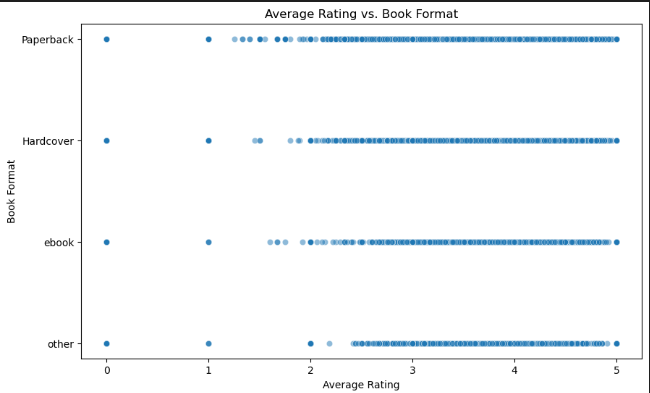 Average Rating vs. Book Format
Paperback
Hardcover
ebook
other
Book Format
0 1 2 3 4 5
Average Rating